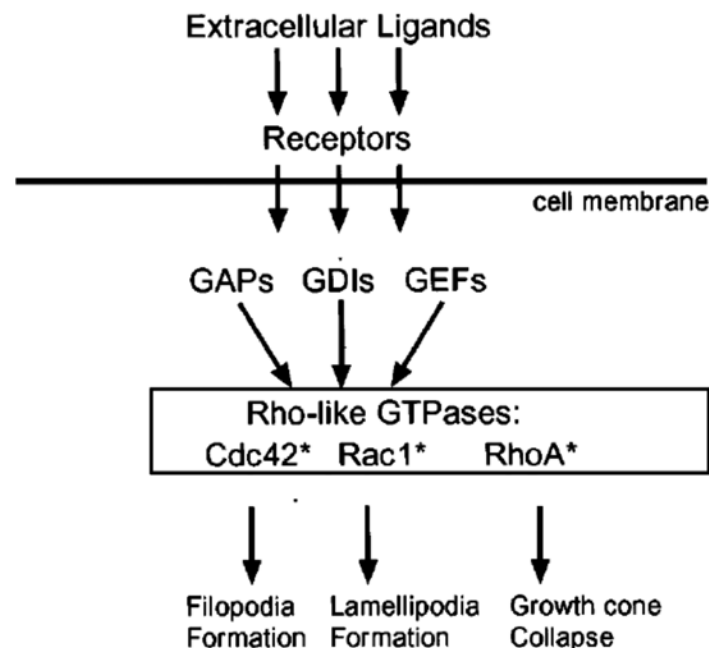 Extracellular Ligands
Receptors
cell membrane
GAPs GDIs GEFs
Rho-like GTPases:
Cdc42* Rac1* RhoA*
Filopodia Lamellipodia Growth cone
Formation Formation Collapse